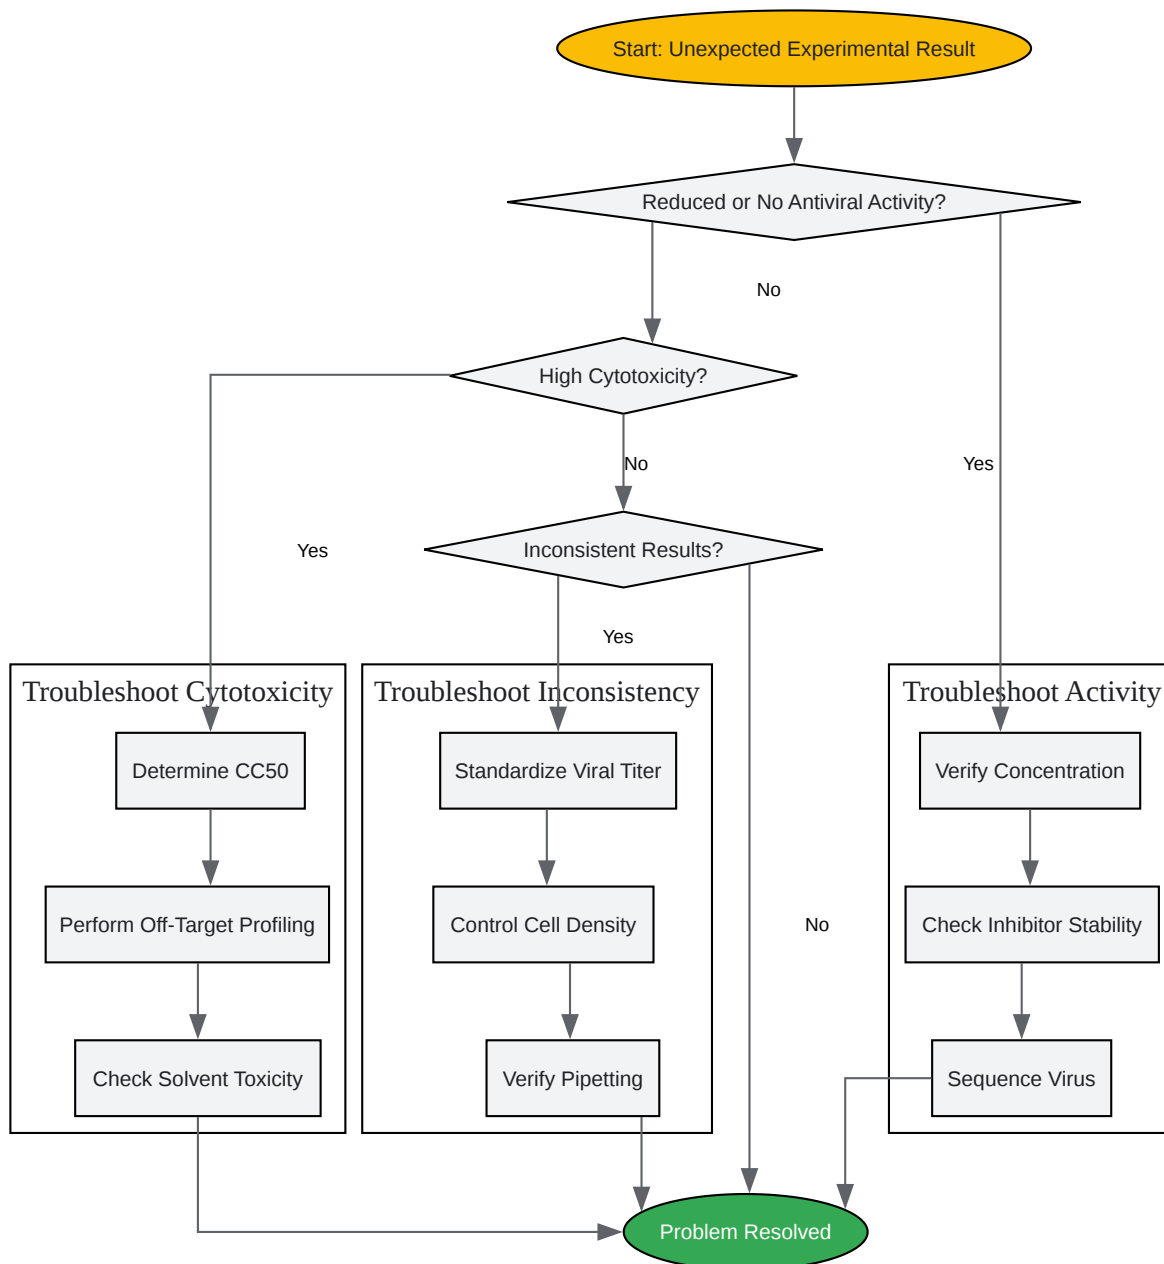 Start: Unexpected Experimental Result
Reduced or No Antiviral Activity?
No
High Cytotoxicity?
No
Yes
Inconsistent Results?
Yes
Yes
Troubleshoot Cytotoxicity
Troubleshoot Inconsistency
Troubleshoot Activity
Determine CC50
Standardize Viral Titer
Verify Concentration
Perform Off-Target Profiling
Control Cell Density
No
Check Inhibitor Stability
Check Solvent Toxicity
Verify Pipetting
Sequence Virus
Problem Resolved